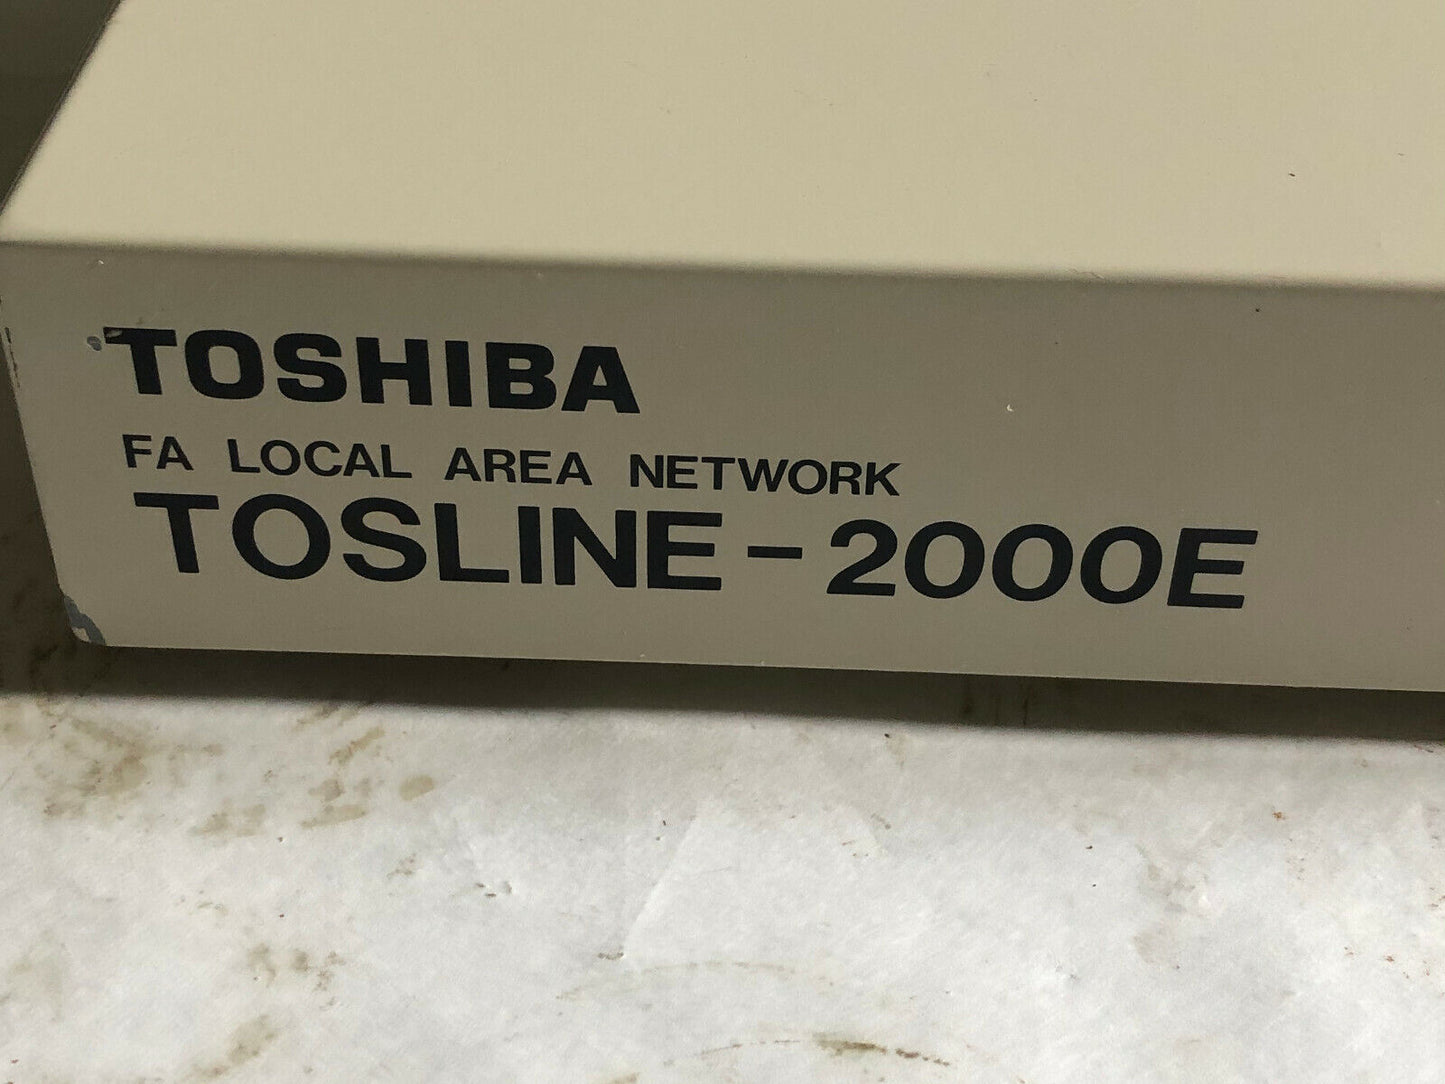 TOSHIBA
FA LOCAL AREA NETWORK
TOSLINE-2000E